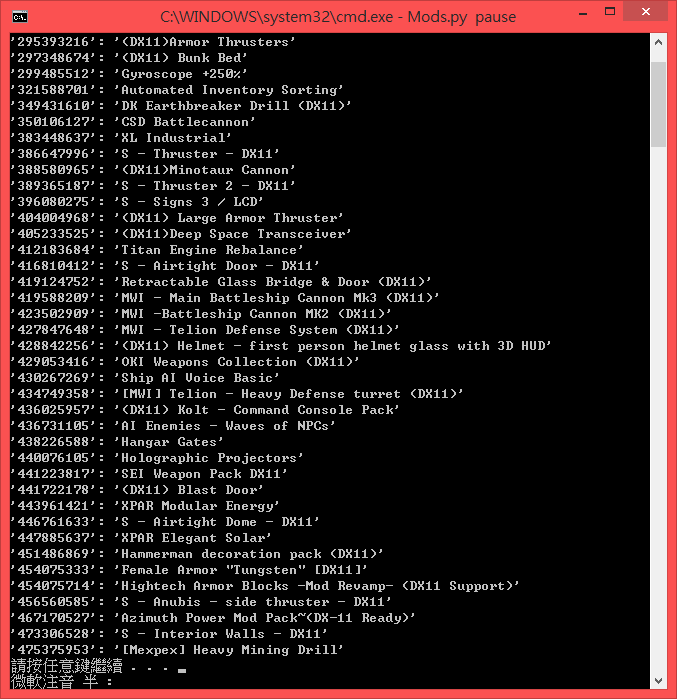 C:\WINDOWS\system32\cmd.exe - Mods.py  pause
'295393216': '(DX11)Armor Thrusters'
'297348674': '(DX11) Bunk Bed'
'299485512': 'Gyroscope +250%'
'321588701': 'Automated Inventory Sorting'
'349431610': 'DK Earthbreaker Drill (DX11)'
'350106127': 'CSD Battlecannon'
'383448637': 'XL Industrial'
'386647996': 'S - Thruster - DX11'
'388580965': '(DX11)Minotaur Cannon'
'389365187': 'S - Thruster 2 - DX11'
'396080275': 'S - Signs 3 / LCD'
'404004968': '(DX11) Large Armor Thruster'
'405233525': '(DX11)Deep Space Transceiver'
'412183684': 'Titan Engine Rebalance'
'416810412': 'S - Airtight Door - DX11'
'419124752': 'Retractable Glass Bridge & Door (DX11)'
'419588209': 'MWI - Main Battleship Cannon Mk3 (DX11)'
'423502909': 'MWI -Battleship Cannon MK2 (DX11)'
'427847648': 'MWI - Telion Defense System (DX11)'
'428842256': '(DX11) Helmet - first person helmet glass with 3D HUD'
'429053416': 'OKI Weapons Collection (DX11)'
'430267269': 'Ship AI Voice Basic'
'434749358': '[MWI] Telion - Heavy Defense turret (DX11)'
'436025957': '(DX11) Kolt - Command Console Pack'
'436731105': 'AI Enemies - Waves of NPCs'
'438226588': 'Hangar Gates'
'440076105': 'Holographic Projectors'
'441223817': 'SEI Weapon Pack DX11'
'441722178': '(DX11) Blast Door'
'443961421': 'XPAR Modular Energy'
'446761633': 'S - Airtight Dome - DX11'
'447885637': 'XPAR Elegant Solar'
'451486869': 'Hammerman decoration pack (DX11)'
'454075333': 'Female Armor "Tungsten" [DX11]'
'454075714': 'Hightech Armor Blocks -Mod Revamp- (DX11 Support)'
'456560585': 'S - Anubis - side thruster - DX11'
'467170527': 'Azimuth Power Mod Pack~(DX-11 Ready)'
'473306528': 'S - Interior Walls - DX11'
'475375953': '[Mexpex] Heavy Mining Drill'
請按任意鍵繼續 . . . _
微軟注音 半 :